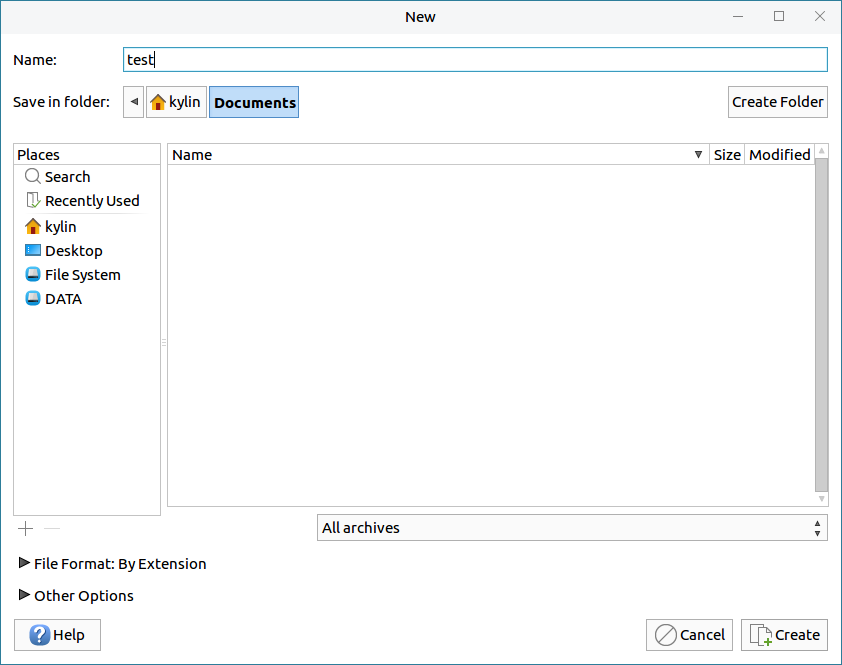 New
Name: test
Save in folder: kylin Documents Create Folder
Places Name Size Modified
Search
Recently Used
kylin
Desktop
File System
DATA
All archives
File Format: By Extension
Other Options
Help Cancel Create